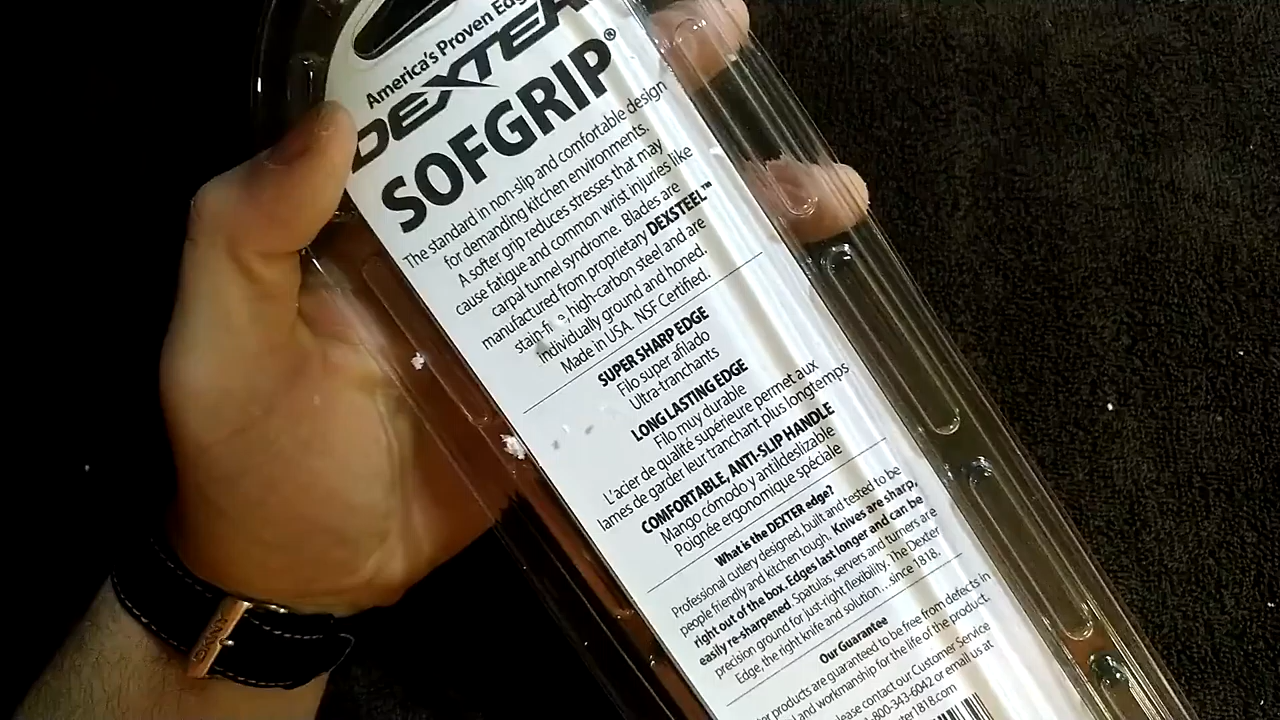 America's Proven Edge
DEXTER
SOFGRIP®
The standard in non-slip and comfortable design
for demanding kitchen environments.
A softer grip reduces stresses that may
cause fatigue and common wrist injuries like
carpal tunnel syndrome. Blades are
manufactured from proprietary DEXSTEEL™
high-carbon steel and are
individually ground and honed.
Made in USA NSF Certified.
SUPER SHARP EDGE
Filo super afilado
Ultra-tranchants
LONG LASTING EDGE
Filo muy durable
L'acier de qualité supérieure permet aux
lames de garder leur tranchant plus longtemps
COMFORTABLE, ANTI-SLIP HANDLE
Mango cómodo y antideslizable
Poignée ergonomique spéciale
What is the DEXTER edge?
Professional cutlery designed, built and tested to be
people friendly and kitchen tough. Knives are sharp,
right out of the box. Edges last longer and can be
easily re-sharpened. Spatulas, servers and turners are
precision ground for just-right flexibility. The Dexter
Edge, the right knife and solution...since 1818.
Our Guarantee
products are guaranteed to be free from defects in
and workmanship for the life of the product.
please contact our Customer Service
1-800-343-6042 or email us at